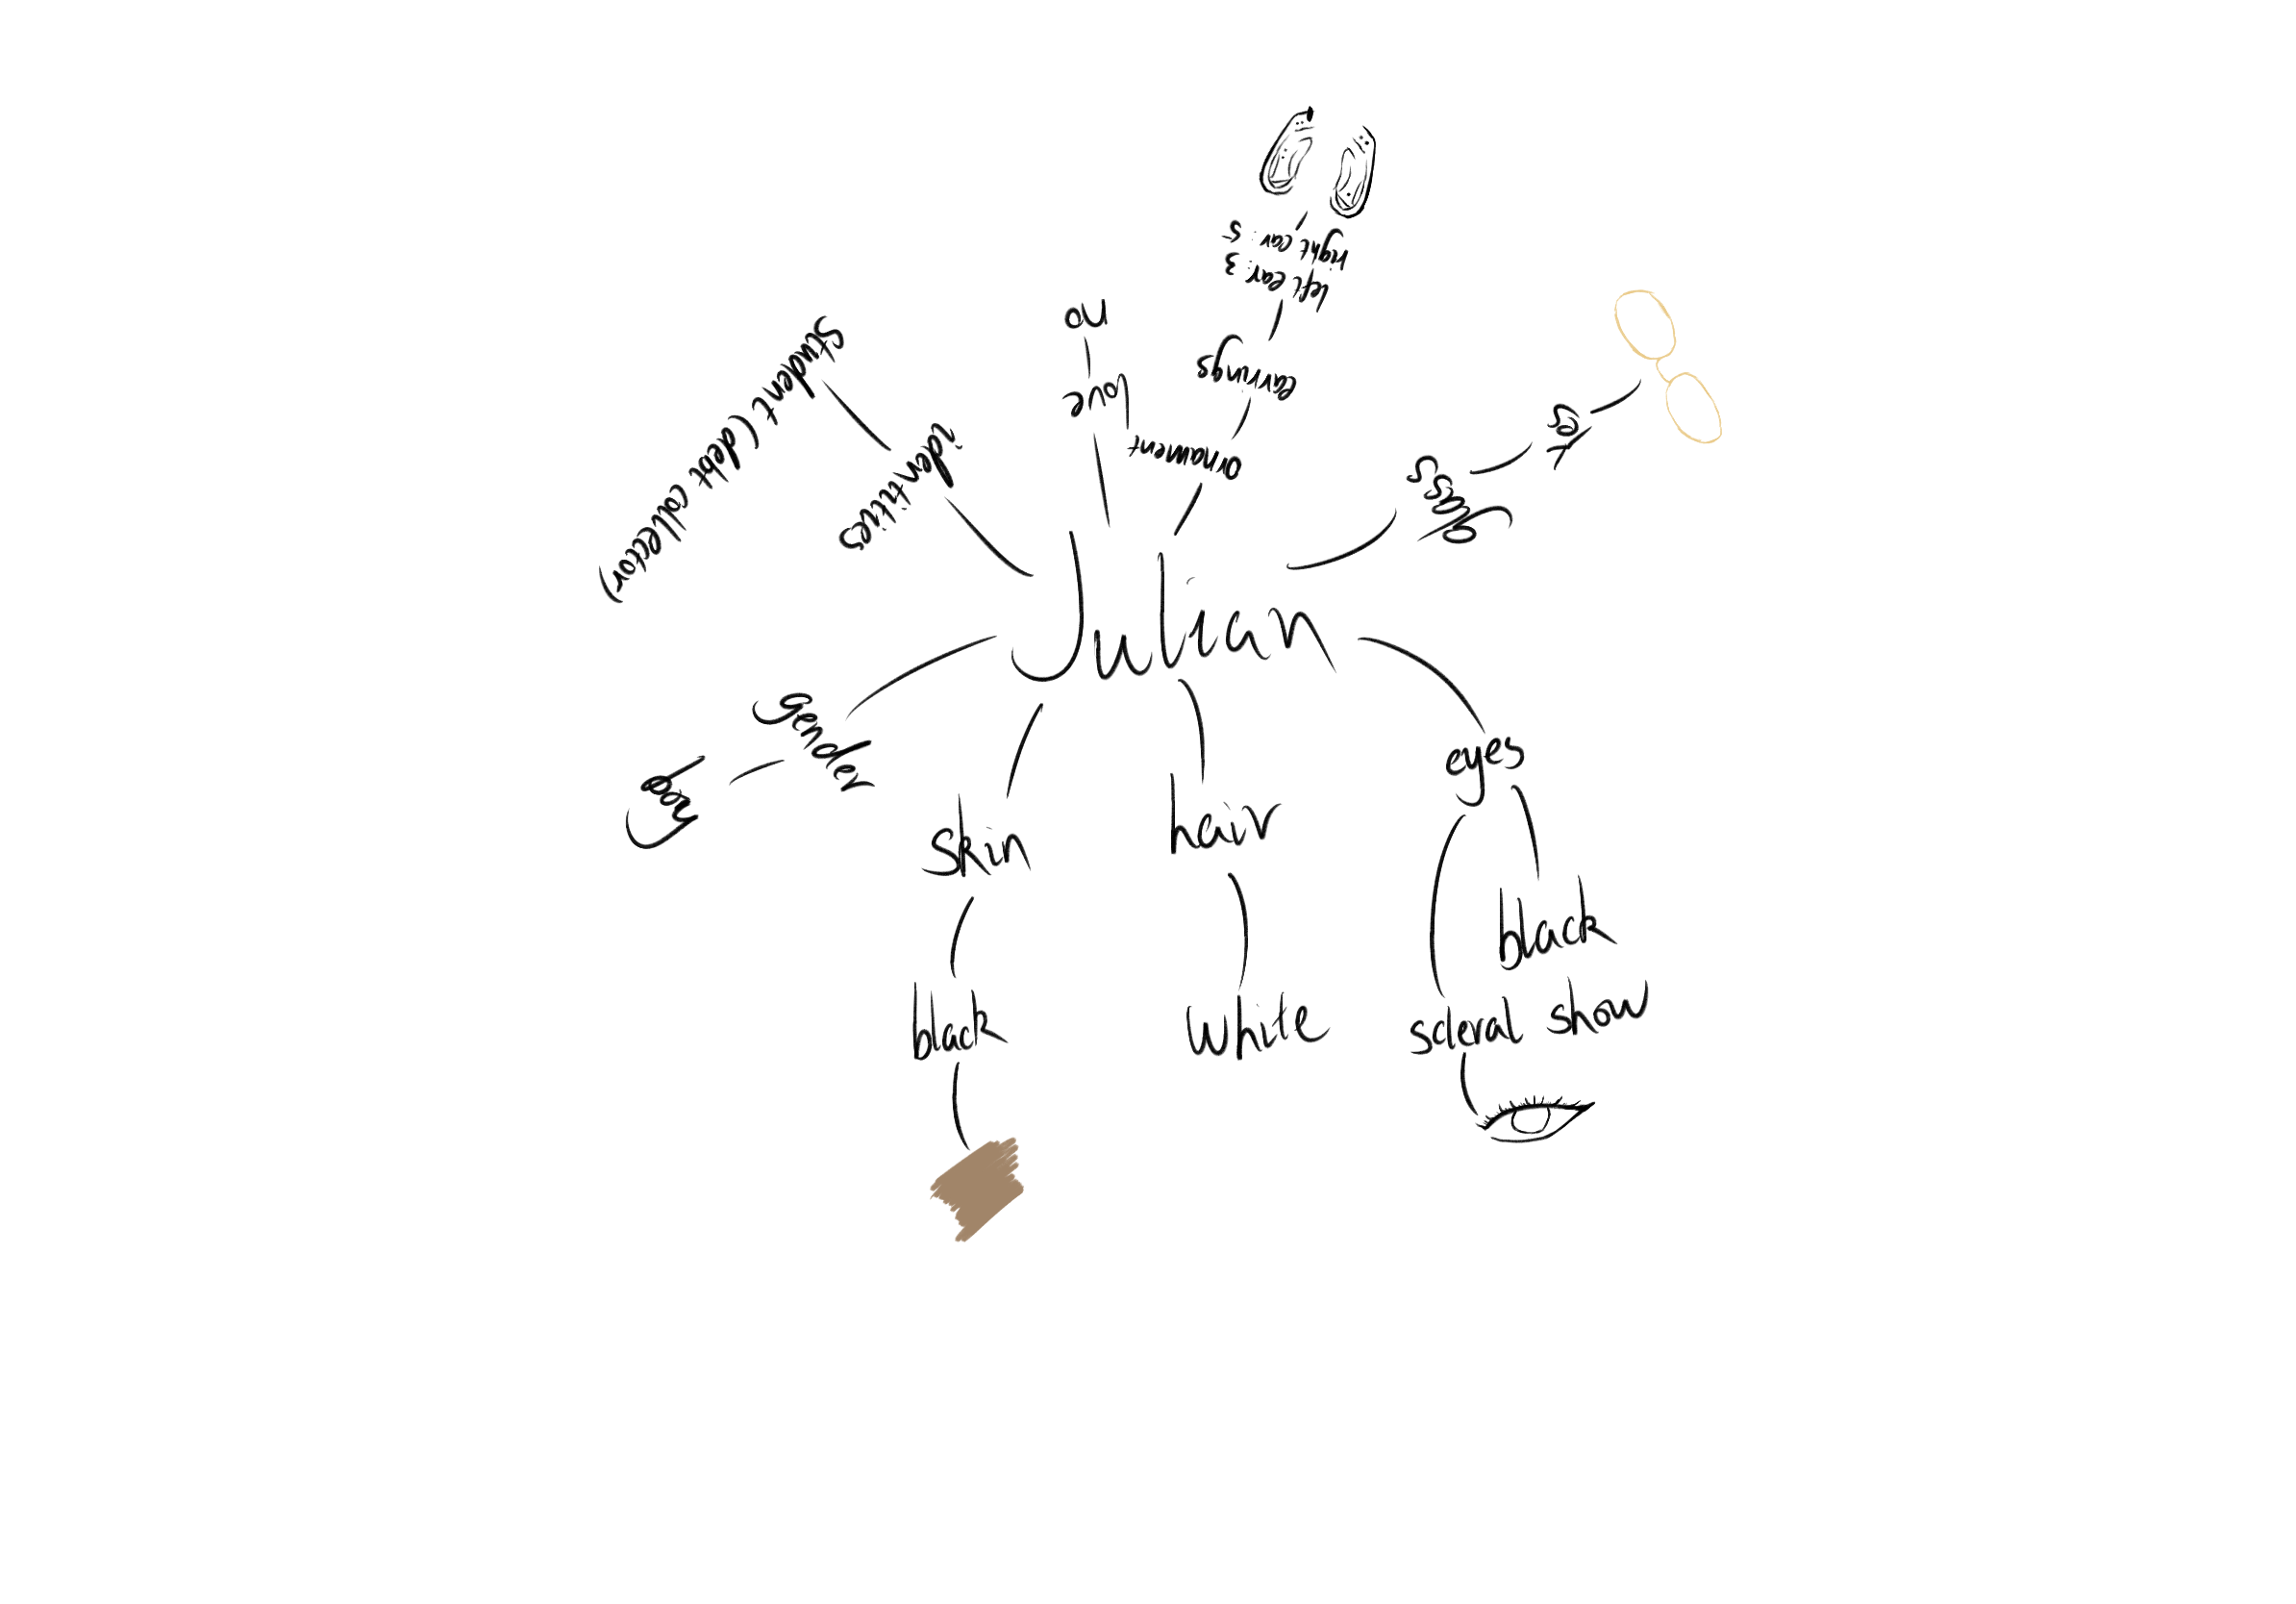 Julian
identities
student (debt collector)
love
no
ornament
earrings
left ear: 3
right ear: 5
glass
yes
eyes
black
scleral show
hair
white
skin
black
gender
boy